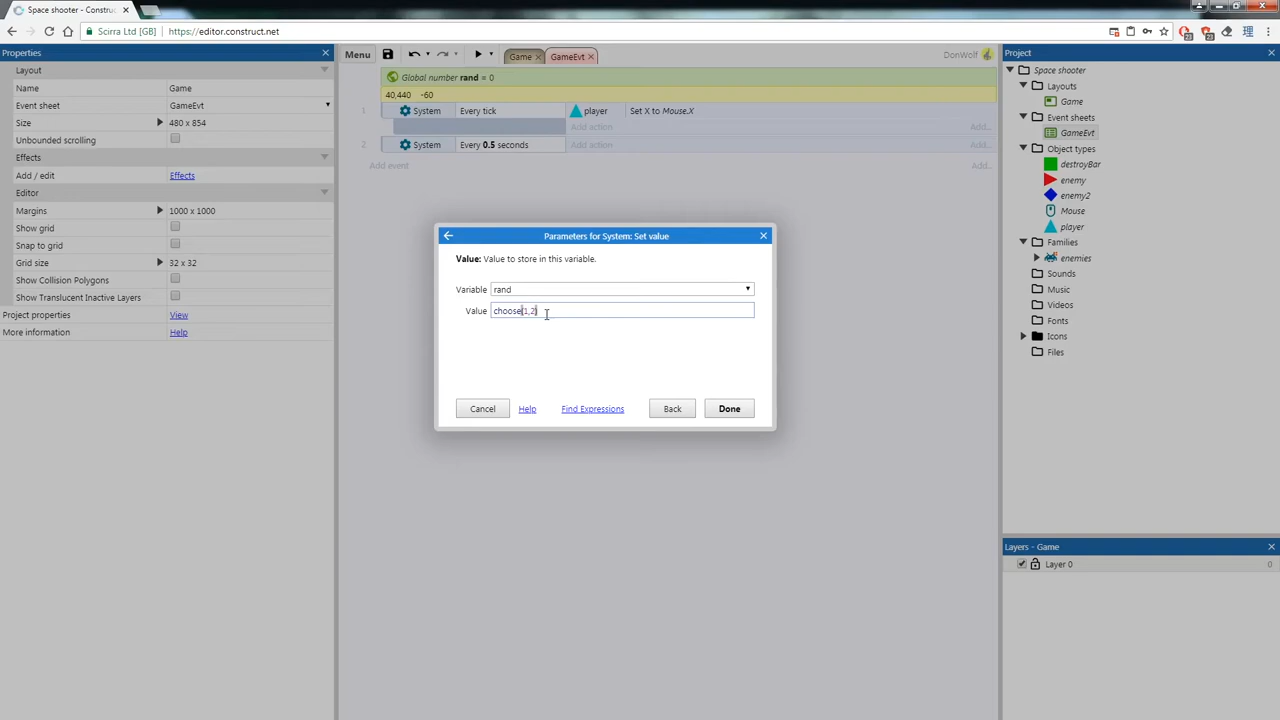 Space shooter - Construc
Scirra Ltd [GB]
https://editor.construct.net
Properties
Layout
Name
Game
Event sheet
GameEvt
Size
480 x 854
Unbounded scrolling
Effects
Add / edit
Effects
Editor
Margins
1000 x 1000
Show grid
Snap to grid
Grid size
32 x 32
Show Collision Polygons
Show Translucent Inactive Layers
Project properties
View
More information
Help
Menu
Game
GameEvt
DonWolf
Global number rand = 0
40,440 -60
1 System Every tick player Set X to Mouse.X
Add action Add...
2 System Every 0.5 seconds Add action Add...
Add event Add...
Parameters for System: Set value
Value: Value to store in this variable.
Variable rand
Value choose(1,2)
Cancel
Help
Find Expressions
Back
Done
Project
Space shooter
Layouts
Game
Event sheets
GameEvt
Object types
destroyBar
enemy
enemy2
Mouse
player
Families
enemies
Sounds
Music
Videos
Fonts
Icons
Files
Layers - Game
Layer 0 0